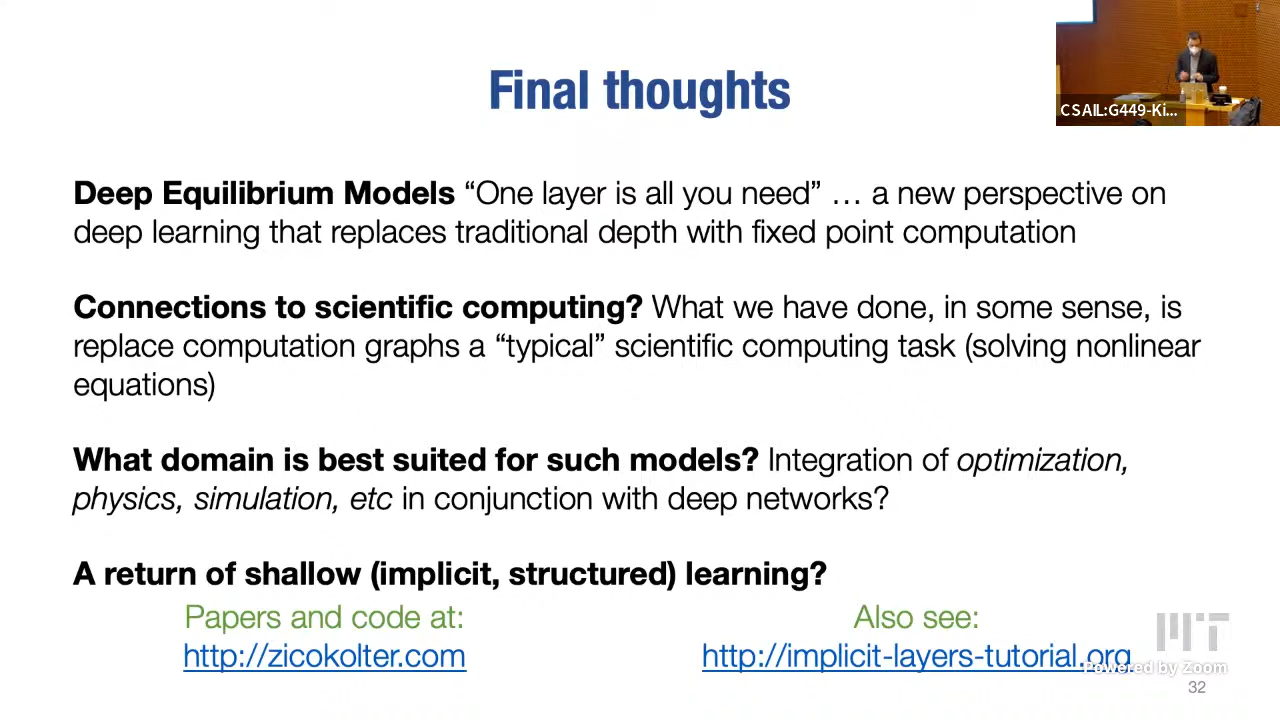 Final thoughts
CSAIL:G449-Ki...
Deep Equilibrium Models “One layer is all you need” … a new perspective on
deep learning that replaces traditional depth with fixed point computation
Connections to scientific computing? What we have done, in some sense, is
replace computation graphs a “typical” scientific computing task (solving nonlinear
equations)
What domain is best suited for such models? Integration of optimization,
physics, simulation, etc in conjunction with deep networks?
A return of shallow (implicit, structured) learning?
Papers and code at:
http://zicokolter.com
Also see:
http://implicit-layers-tutorial.org
MIT
Powered by Zoom
32